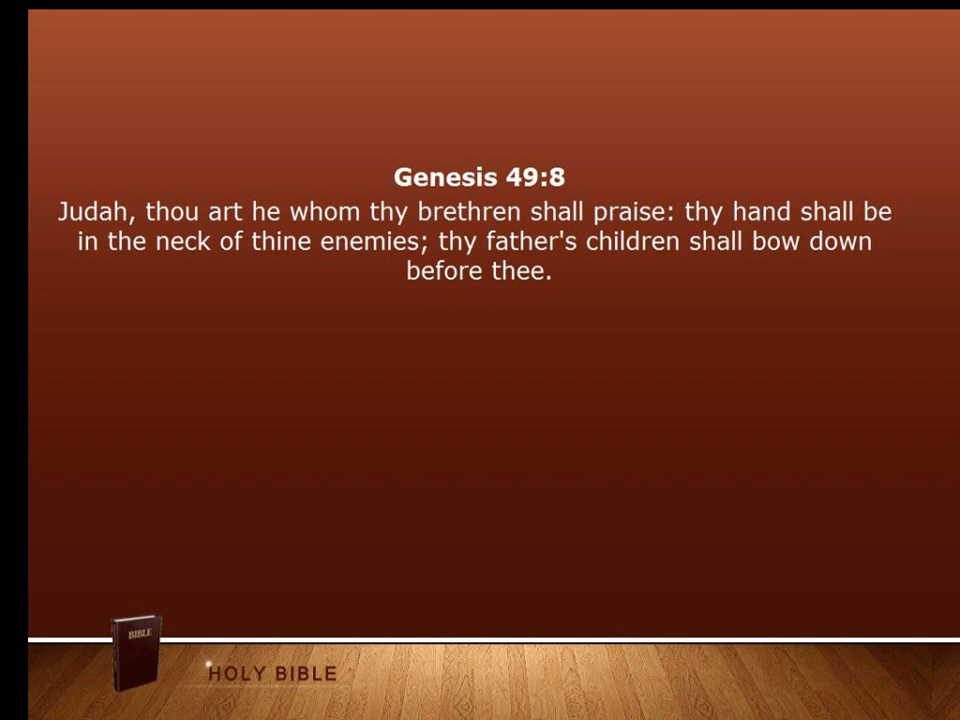 Genesis 49:8
Judah, thou art he whom thy brethren shall praise: thy hand shall be
in the neck of thine enemies; thy father's children shall bow down
before thee.
BIBLE
HOLY BIBLE